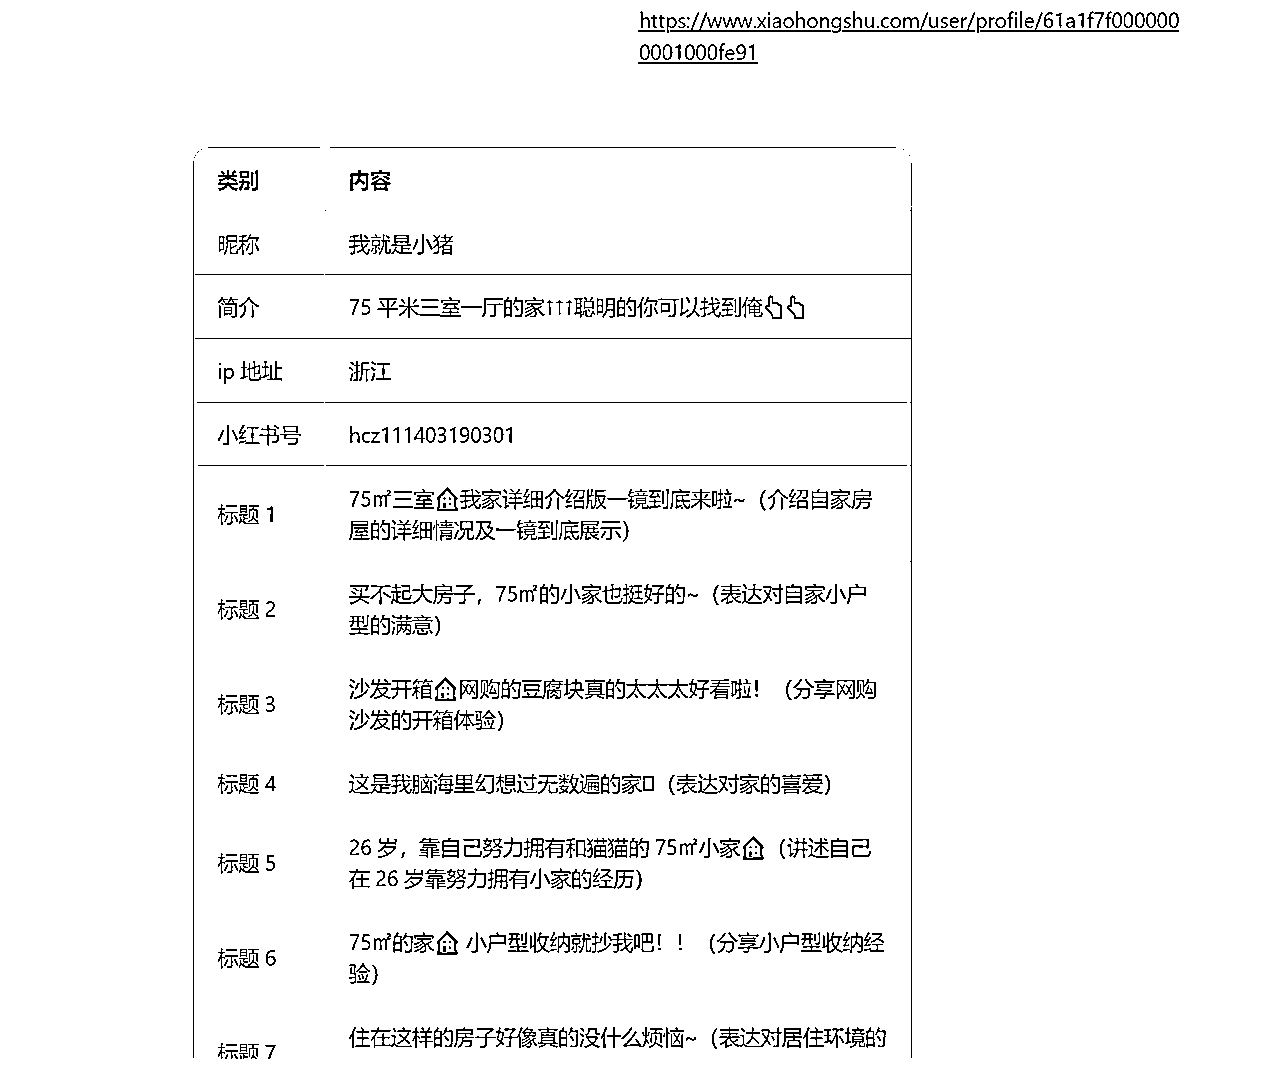 https://www.xiaohongshu.com/user/profile/61a1f7f000000
0001000fe91
类别 内容
昵称 我就是小猪
简介 75 平米三室一厅的家↑↑↑聪明的你可以找到俺👆👆
ip 地址 浙江
小红书号 hcz111403190301
标题 1 75㎡三室🏠我家详细介绍版一镜到底来啦~（介绍自家房
屋的详细情况及一镜到底展示）
标题 2 买不起大房子，75㎡的小家也挺好的~（表达对自家小户
型的满意）
标题 3 沙发开箱🏠网购的豆腐块真的太太太好看啦！（分享网购
沙发的开箱体验）
标题 4 这是我脑海里幻想过无数遍的家（表达对家的喜爱）
标题 5 26 岁，靠自己努力拥有和猫猫的 75㎡小家🏠（讲述自己
在 26 岁靠努力拥有小家的经历）
标题 6 75㎡的家🏠 小户型收纳就抄我吧！！（分享小户型收纳经
验）
标题 7 住在这样的房子好像真的没什么烦恼~（表达对居住环境的